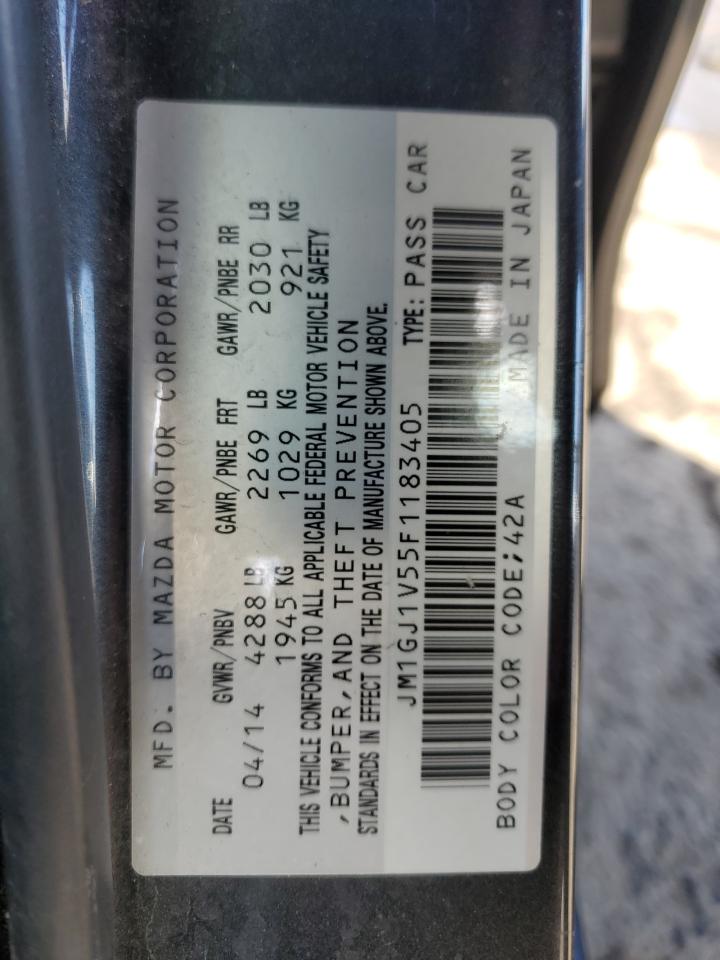 MFD. BY MAZDA MOTOR CORPORATION
DATE GVWR/PNBV GAWR/PNBE FRT GAWR/PNBE RR
04/14 4288 LB 2269 LB 2030 LB
1945 KG 1029 KG 921 KG
THIS VEHICLE CONFORMS TO ALL APPLICABLE FEDERAL MOTOR VEHICLE SAFETY
,BUMPER,AND THEFT PREVENTION
STANDARDS IN EFFECT ON THE DATE OF MANUFACTURE SHOWN ABOVE.
JM1GJ1V55F1183405 TYPE: PASS CAR
BODY COLOR CODE;42A MADE IN JAPAN